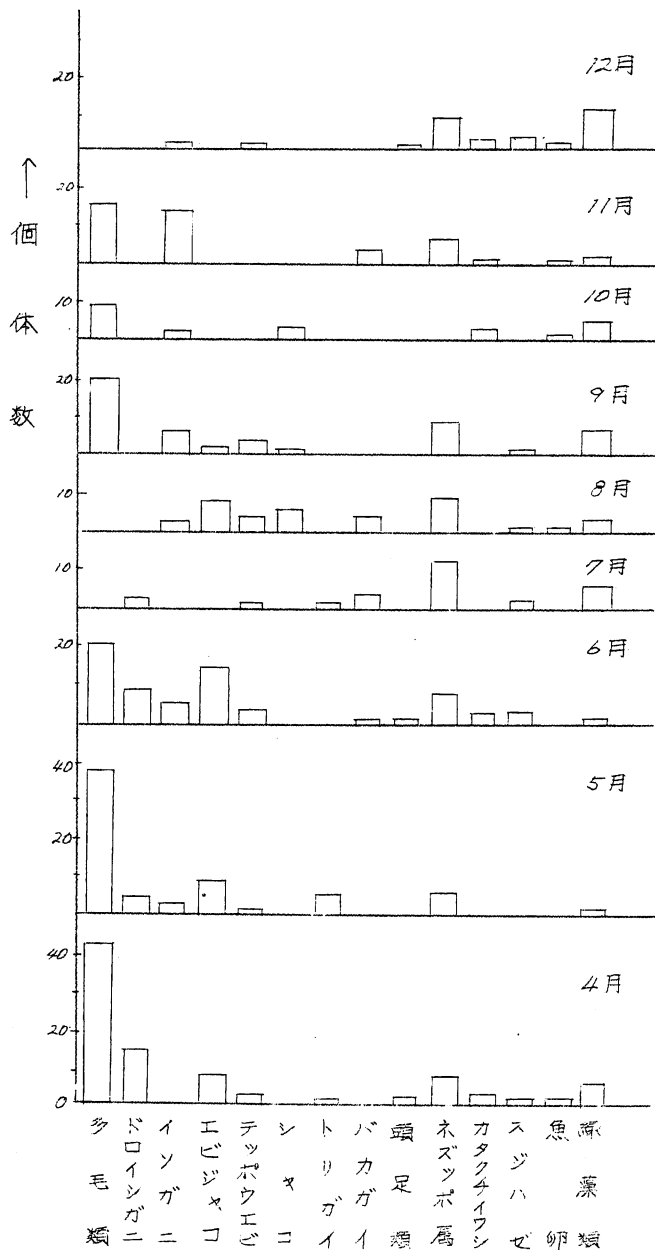 20
12月
↑
個
体
数
20
11月
10
10月
20
9月
10
8月
10
7月
20
6月
40
20
5月
40
20
0
4月
多毛類
ドロイシガニ
イソガニ
エビジャコ
テッポウエビ
シャコ
トリガイ
バカガイ
頭足類
ネズッポ属
カタクチイワシ
スジハゼ
魚卵
緑藻類